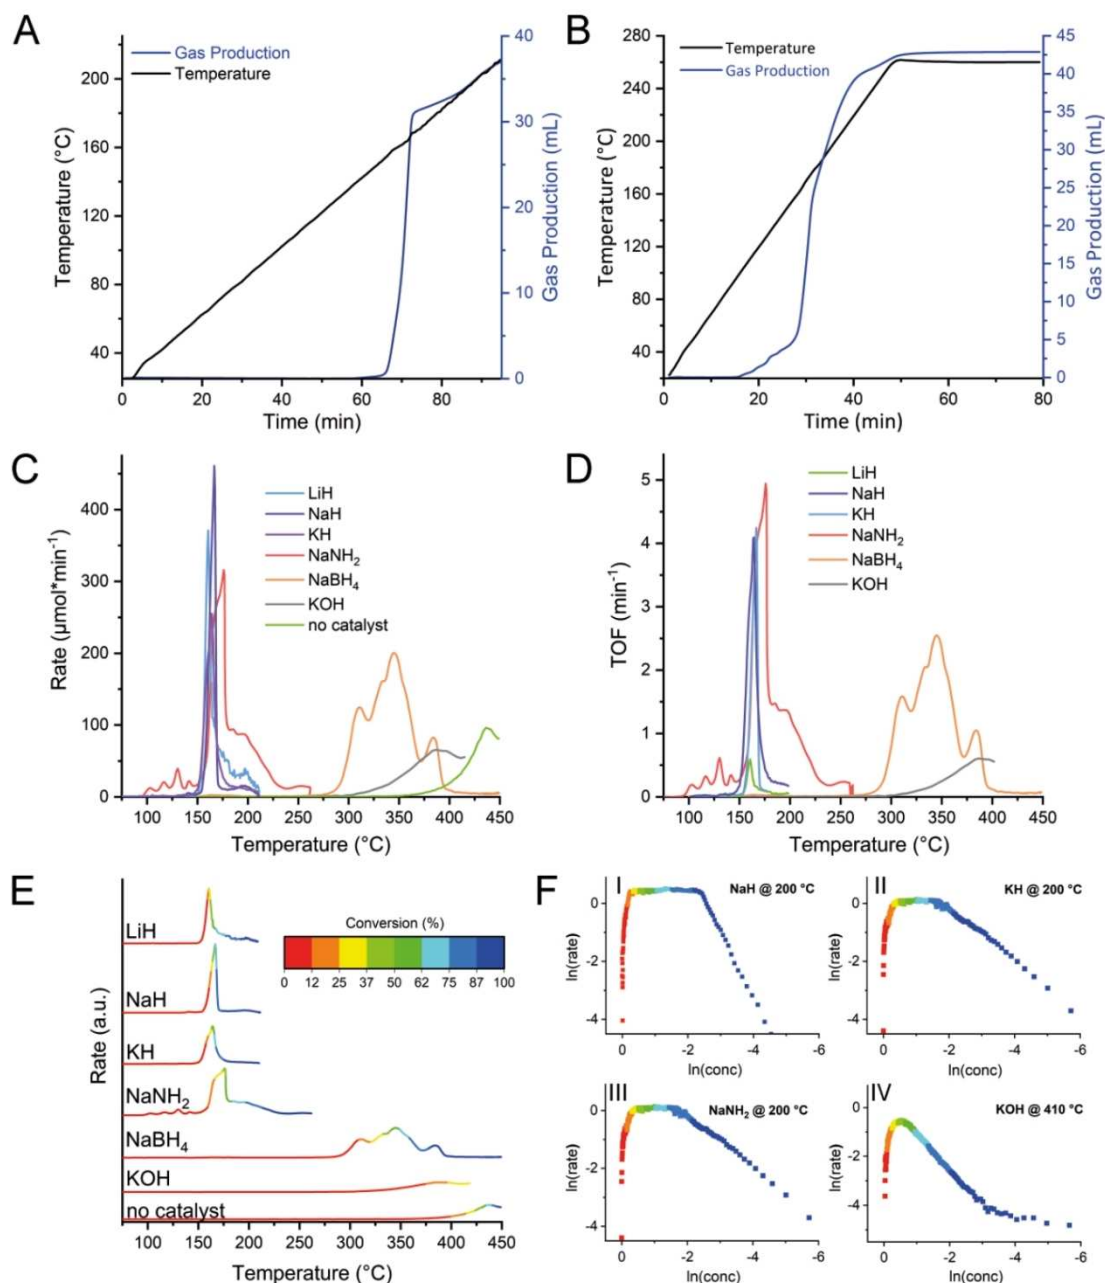 A
Gas Production
Temperature
Temperature (°C)
200
160
120
80
40
40
30
20
10
0
Gas Production (mL)
0 20 40 60 80
Time (min)
B
Temperature
Gas Production
Temperature (°C)
280
240
200
160
260
120
80
40
45
40
35
30
25
20
15
10
5
0
Gas Production (mL)
0 20 40 60 80
Time (min)
C
LiH
NaH
KH
NaNH2
NaBH4
KOH
no catalyst
Rate (µmol*min-1)
400
300
200
100
0
100 150 200 250 300 350 400 450
Temperature (°C)
D
LiH
NaH
KH
NaNH2
NaBH4
KOH
TOF (min-1)
5
4
3
2
1
0
100 150 200 250 300 350 400 450
Temperature (°C)
E
Conversion (%)
0 12 25 37 50 62 75 87 100
LiH
NaH
KH
NaNH2
NaBH4
KOH
no catalyst
Rate (a.u.)
100 150 200 250 300 350 400 450
Temperature (°C)
F
I
NaH @ 200 °C
ln(rate)
0
-2
-4
0 -2 -4 -6
ln(conc)
II
KH @ 200 °C
ln(rate)
0
-2
-4
0 -2 -4 -6
ln(conc)
III
NaNH2 @ 200 °C
ln(rate)
0
-2
-4
0 -2 -4 -6
ln(conc)
IV
KOH @ 410 °C
ln(rate)
0
-2
-4
0 -2 -4 -6
ln(conc)